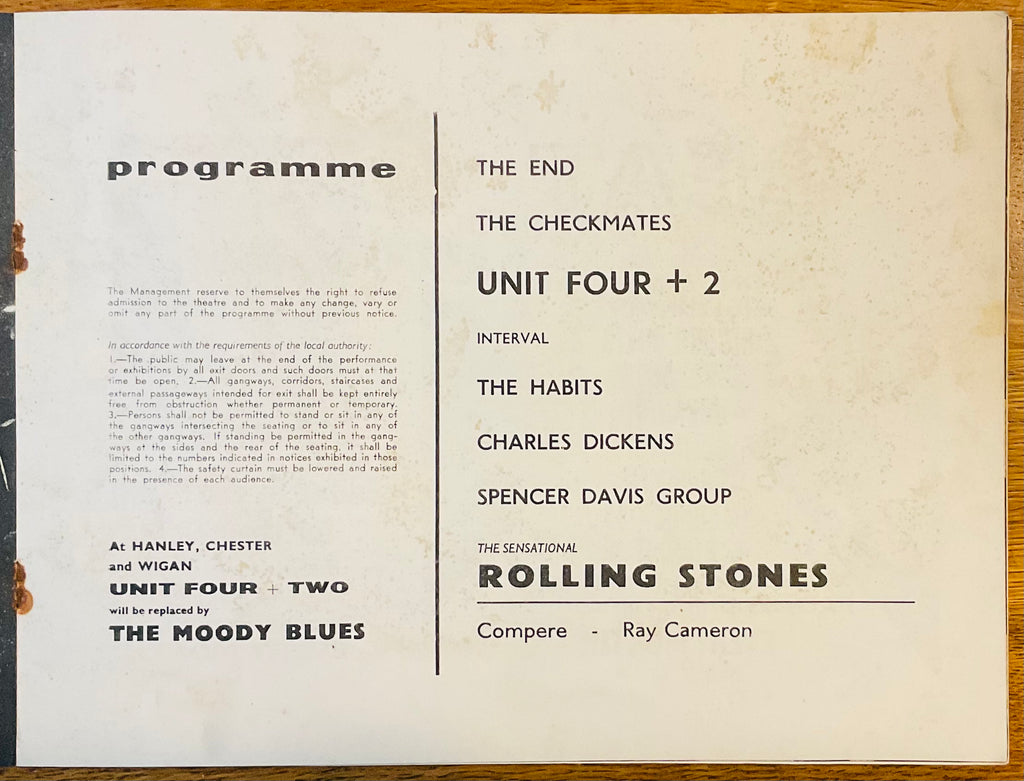 programme
The Management reserve to themselves the right to refuse
admission to the theatre and to make any change, vary or
omit any part of the programme without previous notice.
In accordance with the requirements of the local authority:
1.—The public may leave at the end of the performance
or exhibitions by all exit doors and such doors must at that
time be open. 2.—All gangways, corridors, staircases and
external passageways intended for exit shall be kept entirely
free from obstruction whether permanent or temporary.
3.—Persons shall not be permitted to stand or sit in any of
the gangways intersecting the seating or to sit in any of
the other gangways. If standing be permitted in the gang-
ways at the sides and the rear of the seating, it shall be
limited to the numbers indicated in notices exhibited in those
positions. 4.—The safety curtain must be lowered and raised
in the presence of each audience.
At HANLEY, CHESTER
and WIGAN
UNIT FOUR + TWO
will be replaced by
THE MOODY BLUES
THE END
THE CHECKMATES
UNIT FOUR + 2
INTERVAL
THE HABITS
CHARLES DICKENS
SPENCER DAVIS GROUP
THE SENSATIONAL
ROLLING STONES
Compere - Ray Cameron